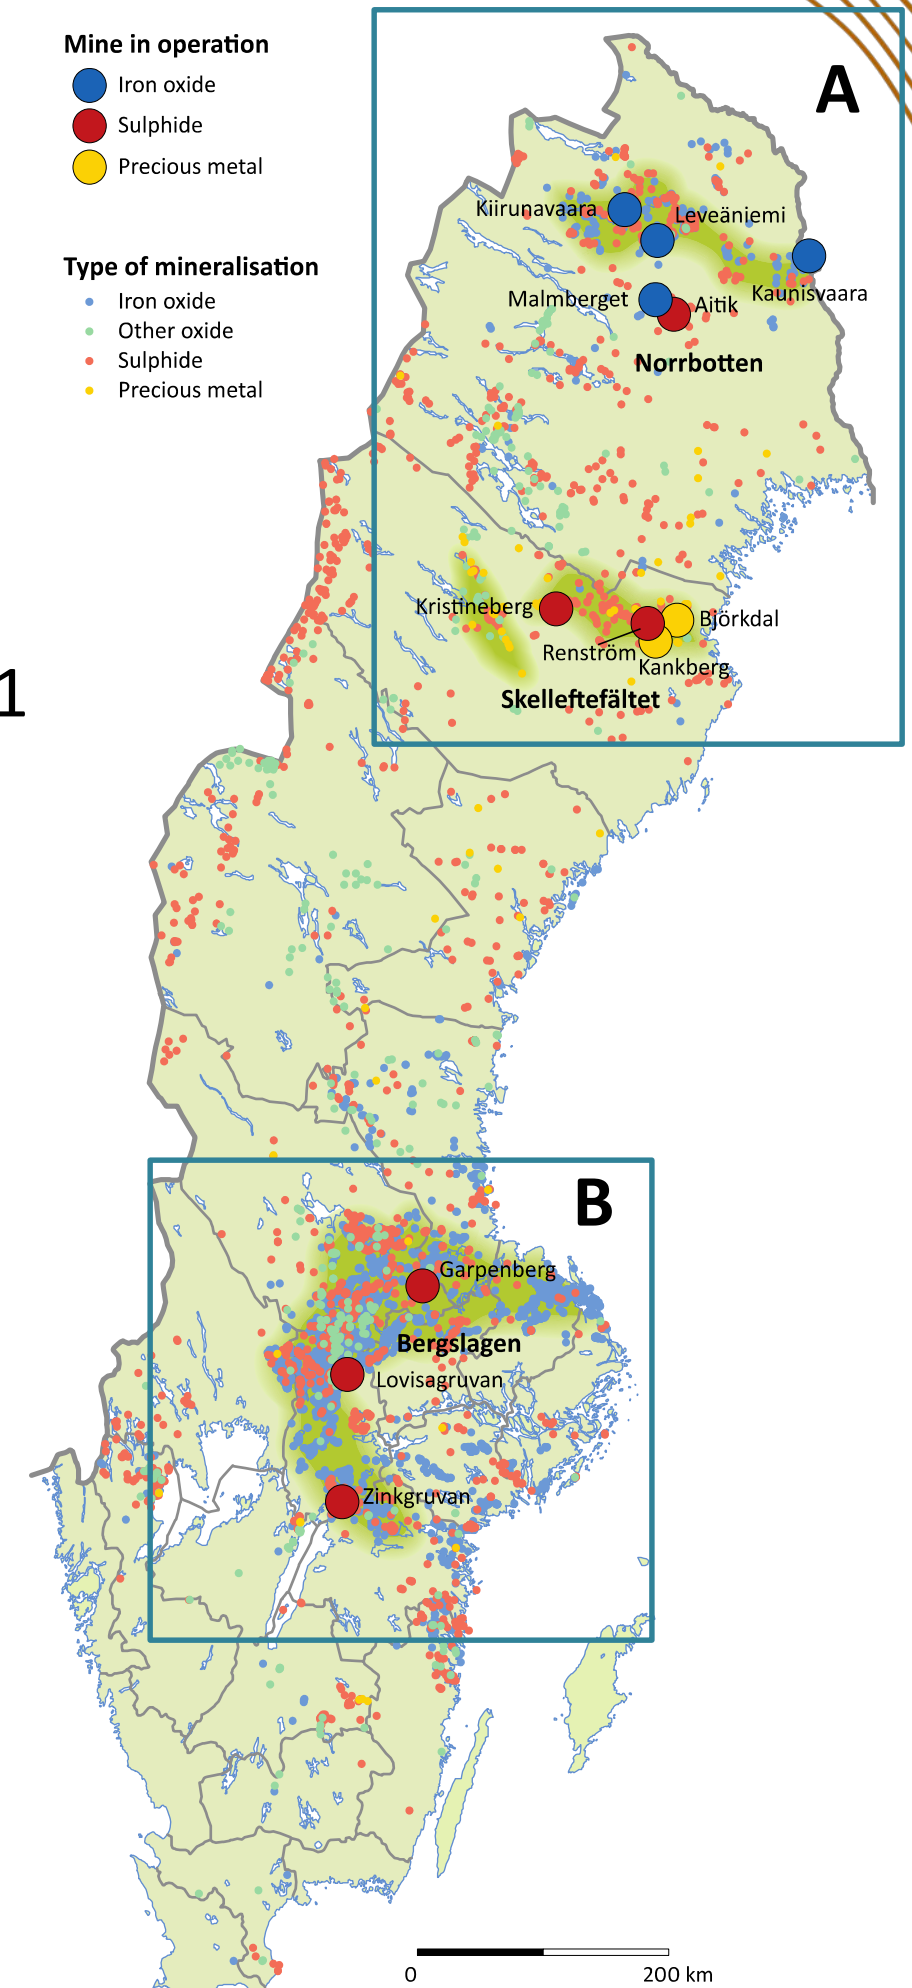 Mine in operation
Iron oxide
Sulphide
Precious metal
Type of mineralisation
Iron oxide
Other oxide
Sulphide
Precious metal
A
Kiirunavaara
Leveäniemi
Kaunisvaara
Malmberget
Aitik
Norrbotten
Kristineberg
Björkdal
Renström
Kankberg
Skelleftefältet
1
B
Garpenberg
Bergslagen
Lovisagruvan
Zinkgruvan
0 200 km